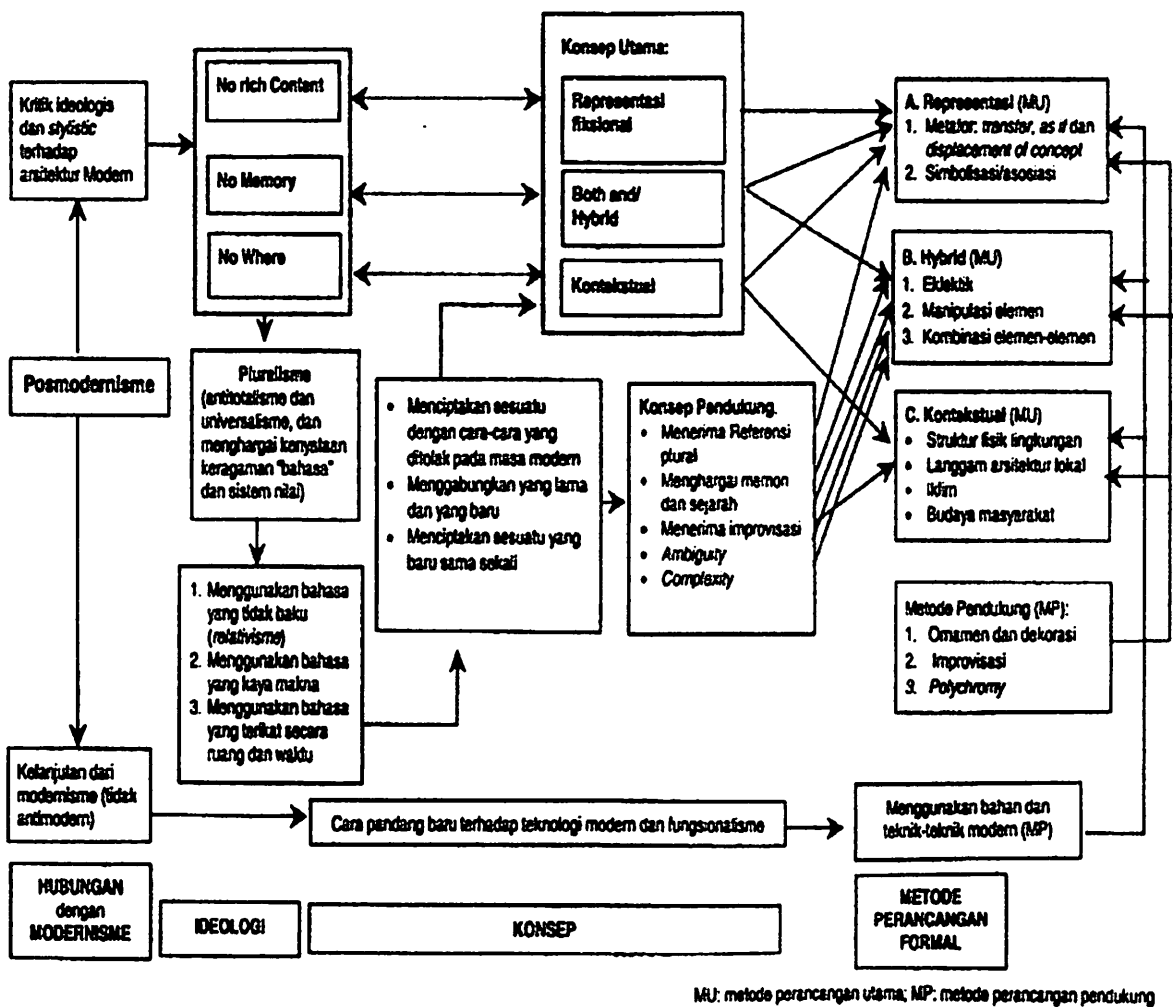 Kritik ideologis
dan stylistic
terhadap
arsitektur Modern
No rich Content
No Memory
No Where
Konsep Utama:
Representasi
fiksional
Both and/
Hybrid
Kontekstual
A. Representasi (MU)
1. Metafor: transfer, as if dan
displacement of concept
2. Simbolisasi/asosiasi
B. Hybrid (MU)
1. Eklektik
2. Manipulasi elemen
3. Kombinasi elemen-elemen
C. Kontekstual (MU)
• Struktur fisik lingkungan
• Langgam arsitektur lokal
• Iklim
• Budaya masyarakat
Posmodernisme
Pluralisme
(antitotalisme dan
universalisme, dan
menghargai kenyataan
keragaman "bahasa"
dan sistem nilai)
• Menciptakan sesuatu
dengan cara-cara yang
ditolak pada masa modern
• Menggabungkan yang lama
dan yang baru
• Menciptakan sesuatu yang
baru sama sekali
Konsep Pendukung.
• Menerima Referensi
plural
• Menghargai memori
dan sejarah
• Menerima improvisasi
• Ambiguity
• Complexity
1. Menggunakan bahasa
yang tidak baku
(relativisme)
2. Menggunakan bahasa
yang kaya makna
3. Menggunakan bahasa
yang terikat secara
ruang dan waktu
Metode Pendukung (MP):
1. Ornamen dan dekorasi
2. Improvisasi
3. Polychromy
Kelanjutan dari
modernisme (tidak
antimodern)
Cara pandang baru terhadap teknologi modern dan fungsionalisme
Menggunakan bahan dan
teknik-teknik modern (MP)
HUBUNGAN
dengan
MODERNISME
IDEOLOGI
KONSEP
METODE
PERANCANGAN
FORMAL
MU: metode perancangan utama; MP: metode perancangan pendukung